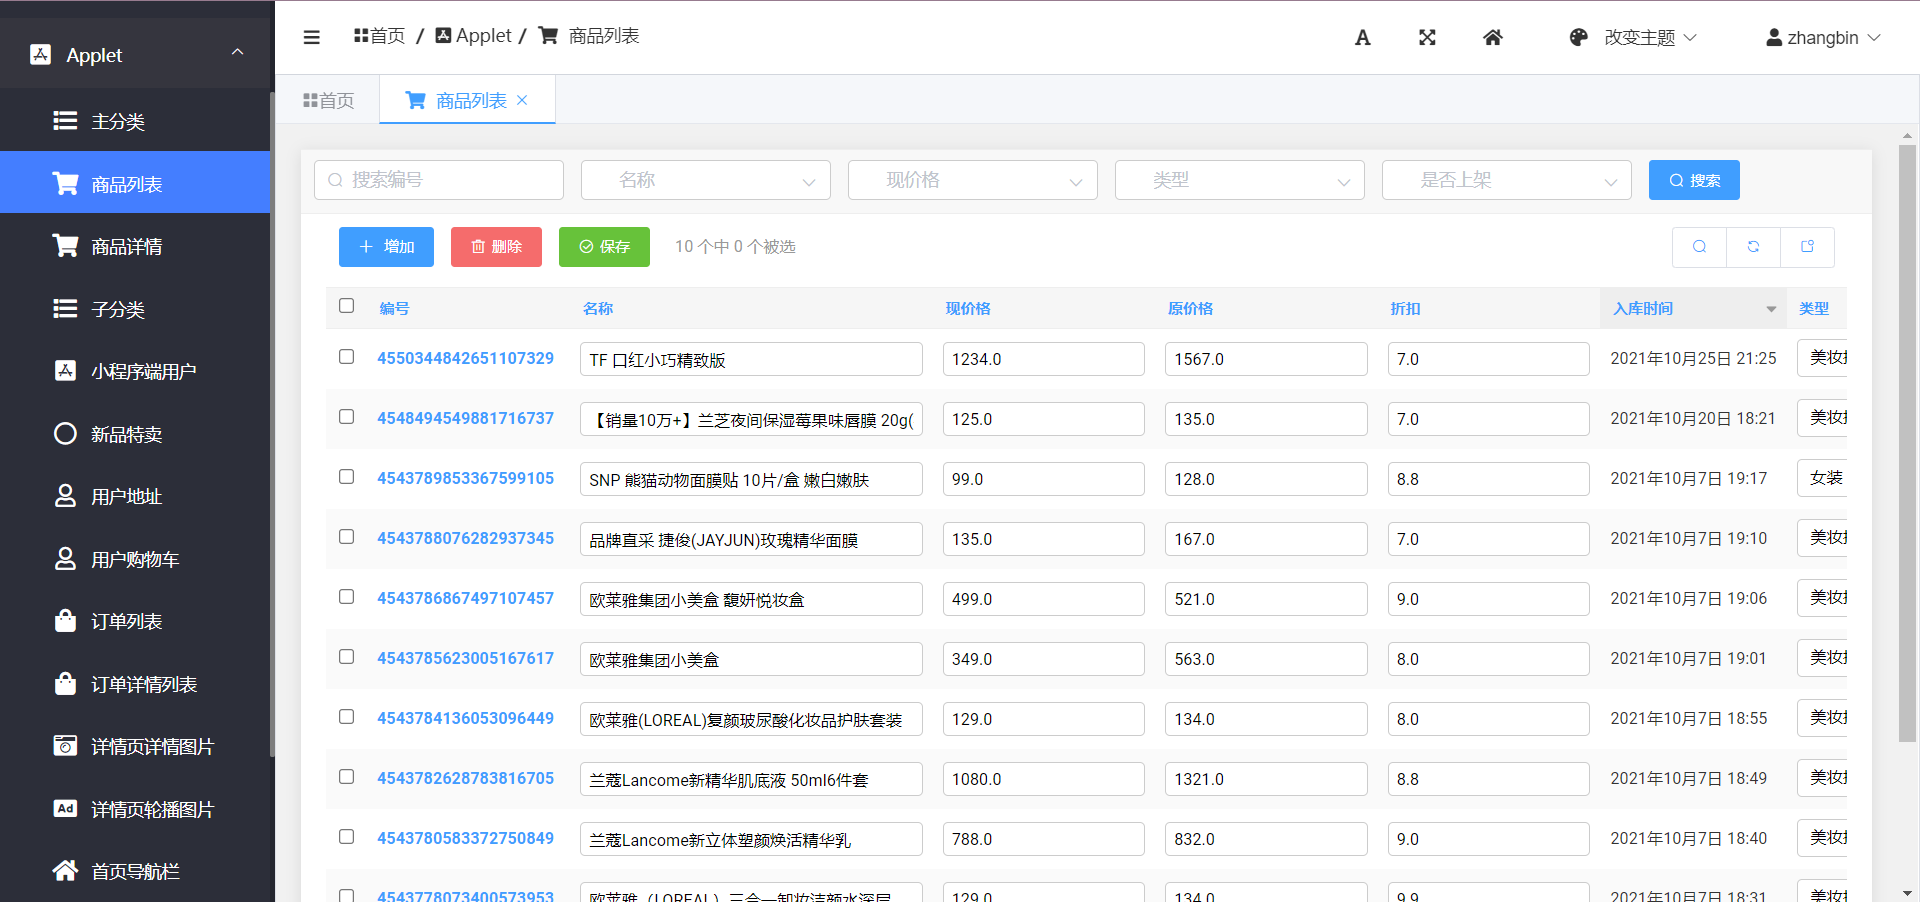 Applet
主分类
商品列表
商品详情
子分类
小程序端用户
新品特卖
用户地址
用户购物车
订单列表
订单详情列表
详情页详情图片
Ad 详情页轮播图片
首页导航栏
首页 / Applet / 商品列表
A 改变主题 zhangbin
首页 商品列表
搜索编号 名称 现价格 类型 是否上架 搜索
增加 删除 保存 10 个中 0 个被选
编号 名称 现价格 原价格 折扣 入库时间 类型
4550344842651107329 TF 口红小巧精致版 1234.0 1567.0 7.0 2021年10月25日 21:25 美妆
4548494549881716737 【销量10万+】兰芝夜间保湿莓果味唇膜 20g( 125.0 135.0 7.0 2021年10月20日 18:21 美妆
4543789853367599105 SNP 熊猫动物面膜贴 10片/盒 嫩白嫩肤 99.0 128.0 8.8 2021年10月7日 19:17 女装
4543788076282937345 品牌直采 捷俊(JAYJUN)玫瑰精华面膜 135.0 167.0 7.0 2021年10月7日 19:10 美妆
4543786867497107457 欧莱雅集团小美盒 馥妍悦妆盒 499.0 521.0 9.0 2021年10月7日 19:06 美妆
4543785623005167617 欧莱雅集团小美盒 349.0 563.0 8.0 2021年10月7日 19:01 美妆
4543784136053096449 欧莱雅(LOREAL)复颜玻尿酸化妆品护肤套装 129.0 134.0 8.0 2021年10月7日 18:55 美妆
4543782628783816705 兰蔻Lancome新精华肌底液 50ml6件套 1080.0 1321.0 8.8 2021年10月7日 18:49 美妆
4543780583372750849 兰蔻Lancome新立体塑颜焕活精华乳 788.0 832.0 9.0 2021年10月7日 18:40 美妆
4543778073400573953 欧莱雅（LOREAL）三合一卸妆洁颜水深层 129.0 134.0 9.9 2021年10月7日 18:31 美妆